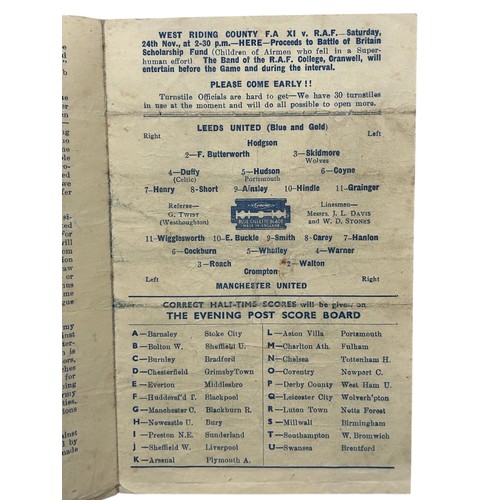 WEST RIDING COUNTY F.A XI v. R.A.F. Saturday,
24th Nov., at 2-30 p.m.—HERE—Proceeds to Battle of Britain
Scholarship Fund (Children of Airmen who fell in a Super-
human effort) The Band of the R.A.F. College, Cranwell, will
entertain before the Game and during the interval.
PLEASE COME EARLY!!
Turnstile Officials are hard to get—We have 30 turnstiles
in use at the moment and will do all possible to open more.
LEEDS UNITED (Blue and Gold)
Right Left
Hodgson
2—F. Butterworth 3—Skidmore
Wolves
4—Duffy 5—Hudson 6—Coyne
(Celtic) Portsmouth
7—Henry 8-Short 9—Ainsley 10—Hindle 11—Grainger
Referee— Linesmen—
G. Twist Messrs. J. L. Davis
(Westhoughton) and W. D. Stones
11—Wigglesworth 10—E. Buckle 9—Smith 8—Carey 7—Hanlon
6—Cockburn 5—Whalley 4—Warner
3—Roach 2—Walton
Crompton
Left Right
MANCHESTER UNITED
CORRECT HALF-TIME SCORES will be given on
THE EVENING POST SCORE BOARD
A—Barnsley Stoke City
B—Bolton W. Sheffield U.
C—Burnley Bradford
D—Chesterfield GrimsbyTown
E—Everton Middlesbro
F—Hudders'f'd T. Blackpool
G—Manchester C. Blackburn R.
H—Newcastle U. Bury
I—Preston N.E. Sunderland
J—Sheffield W. Liverpool
K—Arsenal Plymouth A.
L—Aston Villa Portsmouth
M—Charlton Ath. Fulham
N—Chelsea Tottenham H.
O—Coventry Newport C.
P—Derby County West Ham U.
Q—Leicester City Wolverh'pton
R—Luton Town Notts Forest
S—Millwall Birmingham
T—Southampton W. Bromwich
U—Swansea Brentford